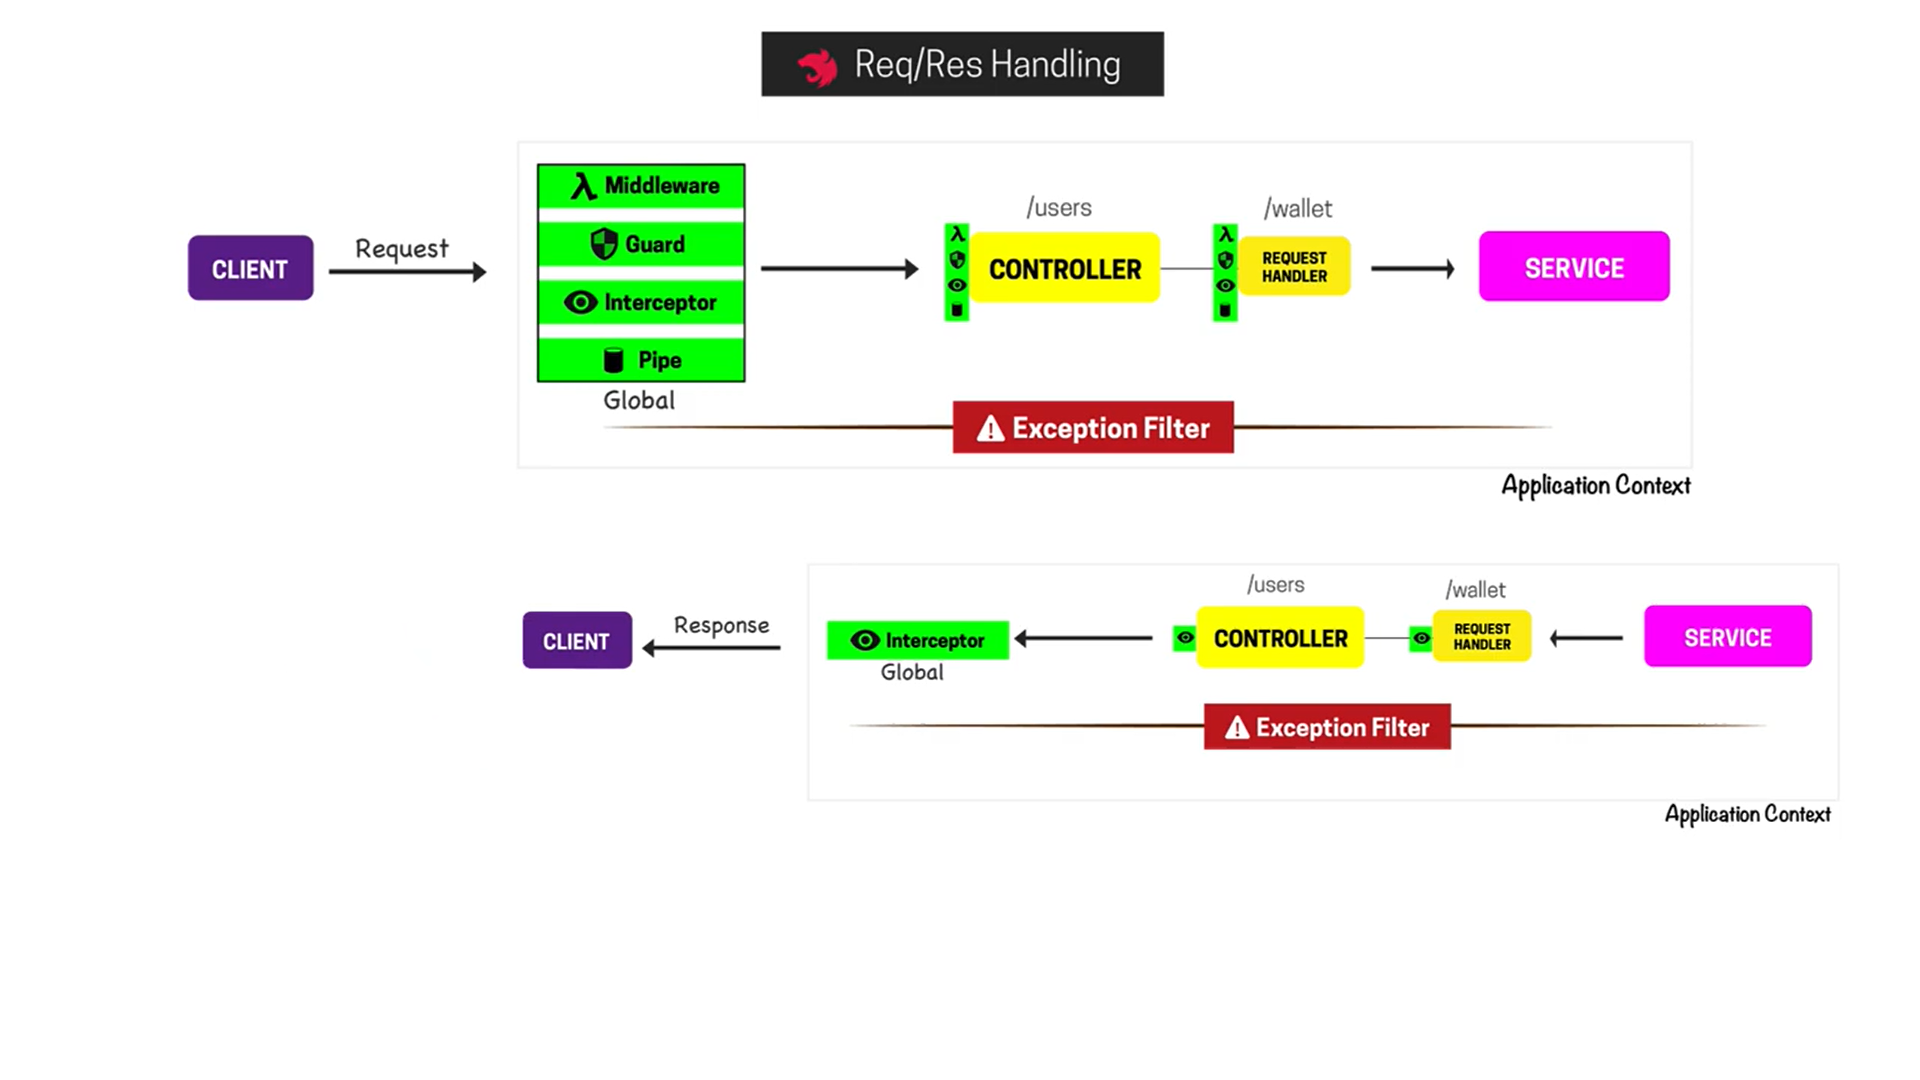 Req/Res Handling
λ Middleware
Guard
Interceptor
Pipe
Global
CLIENT
Request
/users
λ
CONTROLLER
/wallet
λ
REQUEST
HANDLER
SERVICE
Exception Filter
Application Context
CLIENT
Response
Interceptor
Global
/users
CONTROLLER
/wallet
REQUEST
HANDLER
SERVICE
Exception Filter
Application Context